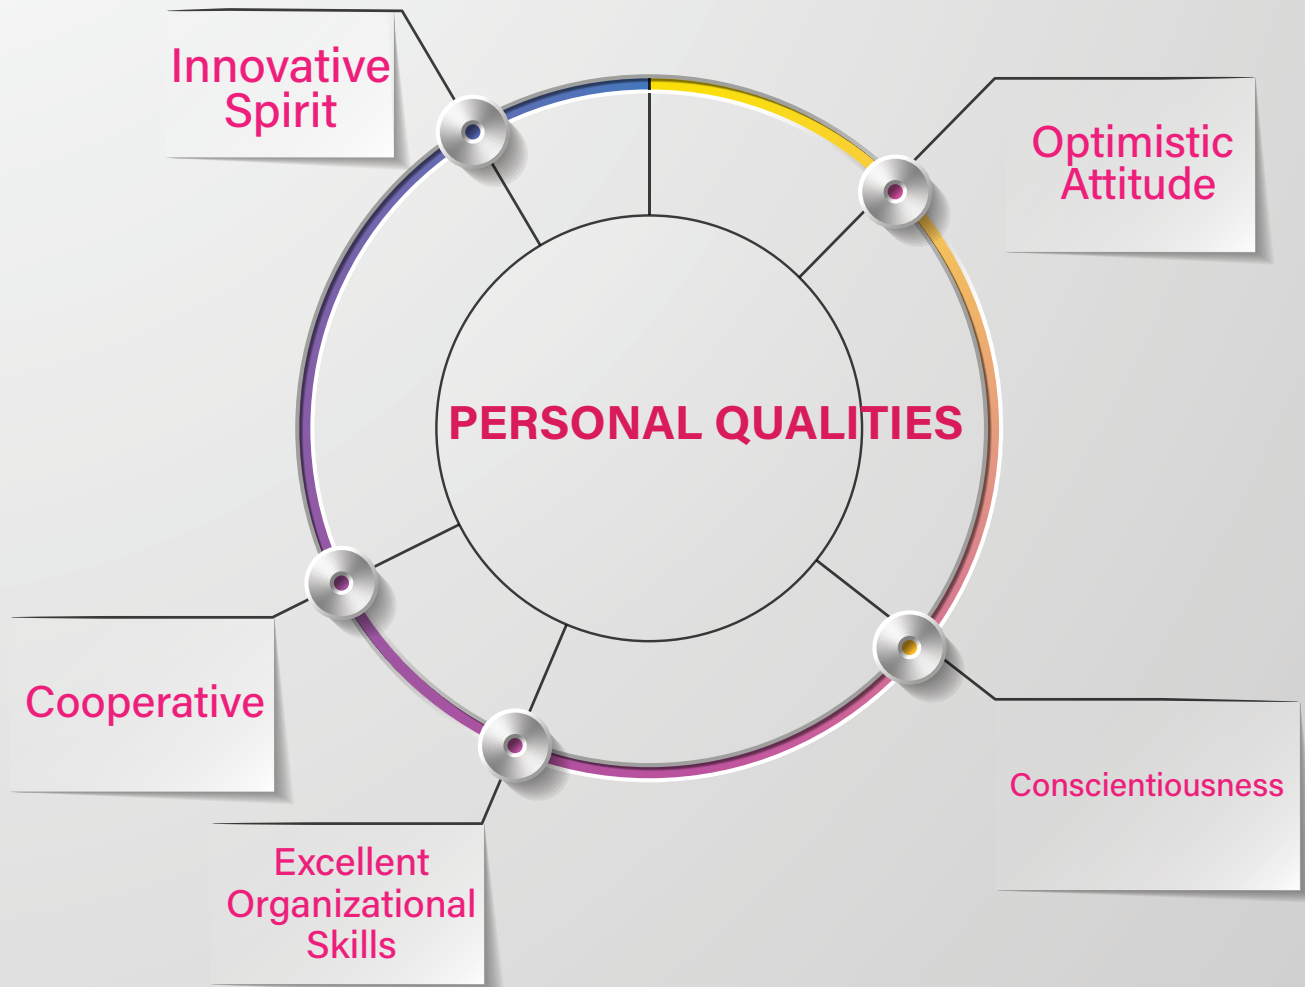 Innovative
Spirit
Optimistic
Attitude
PERSONAL QUALITIES
Cooperative
Conscientiousness
Excellent
Organizational
Skills